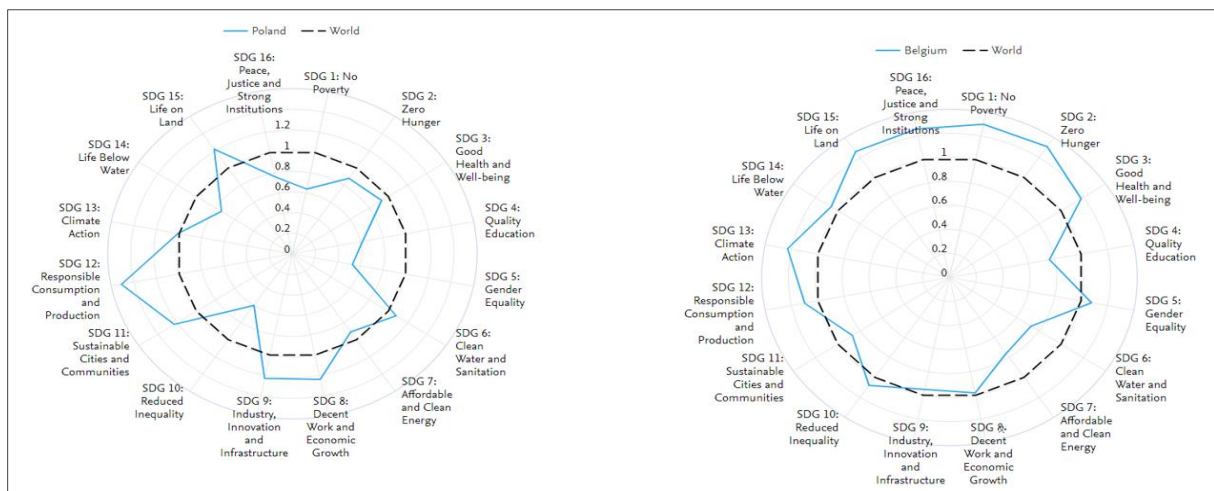 Poland
World
SDG 16:
Peace,
Justice and
Strong
Institutions
SDG 1: No
Poverty
SDG 2:
Zero
Hunger
SDG 3:
Good
Health and
Well-being
SDG 4:
Quality
Education
SDG 5:
Gender
Equality
SDG 6:
Clean
Water and
Sanitation
SDG 7:
Affordable
and Clean
Energy
SDG 8:
Decent
Work and
Economic
Growth
SDG 9:
Industry,
Innovation
and
Infrastructure
SDG 10:
Reduced
Inequality
SDG 11:
Sustainable
Cities and
Communities
SDG 12:
Responsible
Consumption
and
Production
SDG 13:
Climate
Action
SDG 14:
Life Below
Water
SDG 15:
Life on
Land
1.2
1
0.8
0.6
0.4
0.2
0
Belgium
World
SDG 16:
Peace,
Justice and
Strong
Institutions
SDG 1: No
Poverty
SDG 2:
Zero
Hunger
SDG 3:
Good
Health and
Well-being
SDG 4:
Quality
Education
SDG 5:
Gender
Equality
SDG 6:
Clean
Water and
Sanitation
SDG 7:
Affordable
and Clean
Energy
SDG 8:
Decent
Work and
Economic
Growth
SDG 9:
Industry,
Innovation
and
Infrastructure
SDG 10:
Reduced
Inequality
SDG 11:
Sustainable
Cities and
Communities
SDG 12:
Responsible
Consumption
and
Production
SDG 13:
Climate
Action
SDG 14:
Life Below
Water
SDG 15:
Life on
Land
1
0.8
0.6
0.4
0.2
0